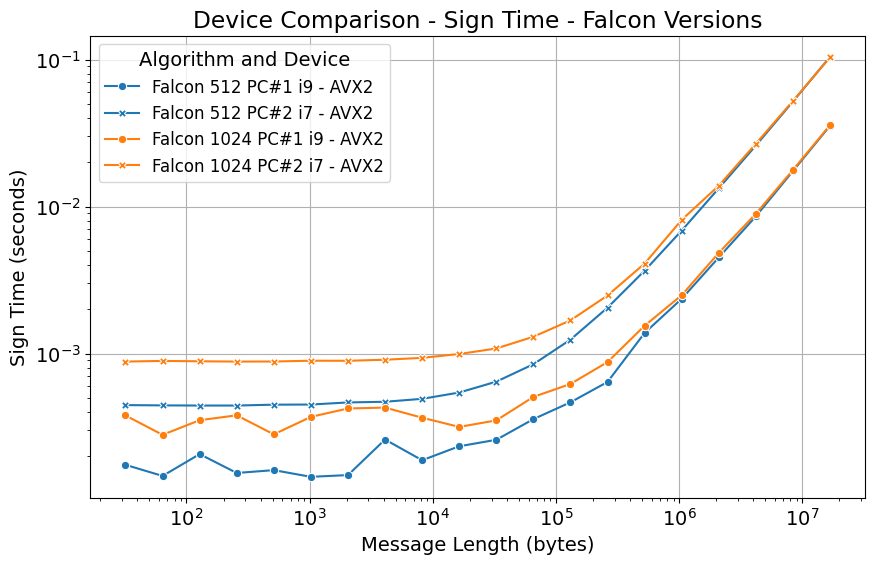 Device Comparison - Sign Time - Falcon Versions
Algorithm and Device
Falcon 512 PC#1 i9 - AVX2
Falcon 512 PC#2 i7 - AVX2
Falcon 1024 PC#1 i9 - AVX2
Falcon 1024 PC#2 i7 - AVX2
Sign Time (seconds)
10⁻¹
10⁻²
10⁻³
10² 10³ 10⁴ 10⁵ 10⁶ 10⁷
Message Length (bytes)